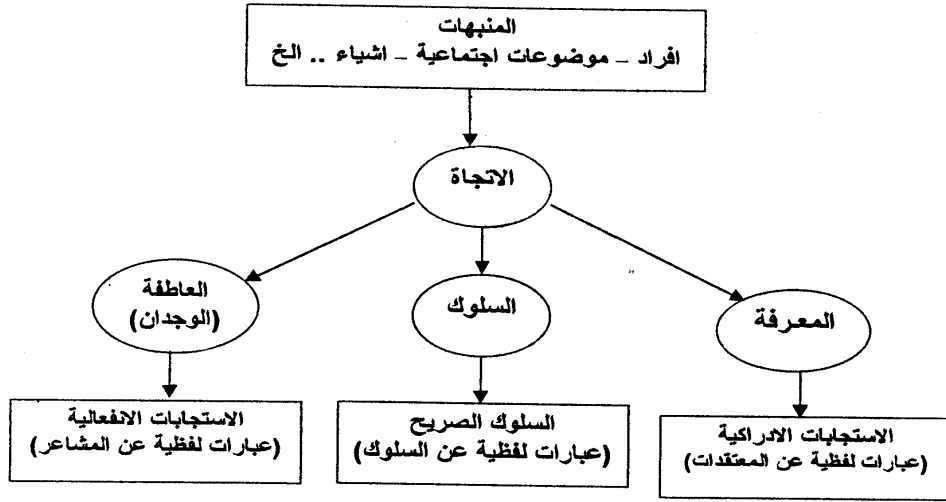 المنبهات
افراد – موضوعات اجتماعية – اشياء .. الخ
الاتجاة
المعرفة
السلوك
العاطفة
(الوجدان)
الاستجابات الادراكية
(عبارات لفظية عن المعتقدات)
السلوك الصريح
(عبارات لفظية عن السلوك)
الاستجابات الانفعالية
(عبارات لفظية عن المشاعر)